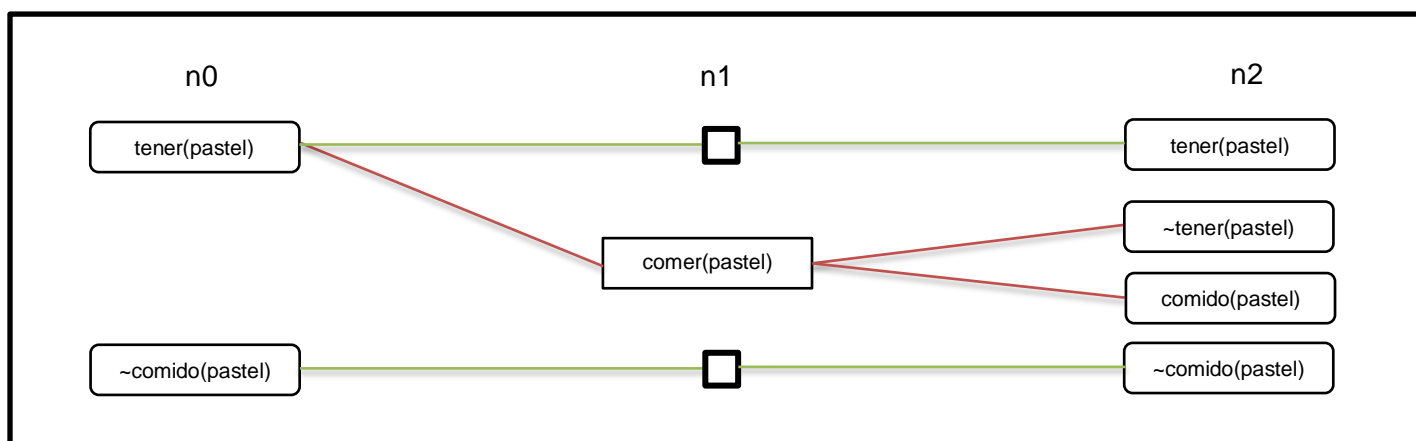 n0 n1 n2
tener(pastel) tener(pastel)
~tener(pastel)
comer(pastel)
comido(pastel)
~comido(pastel) ~comido(pastel)